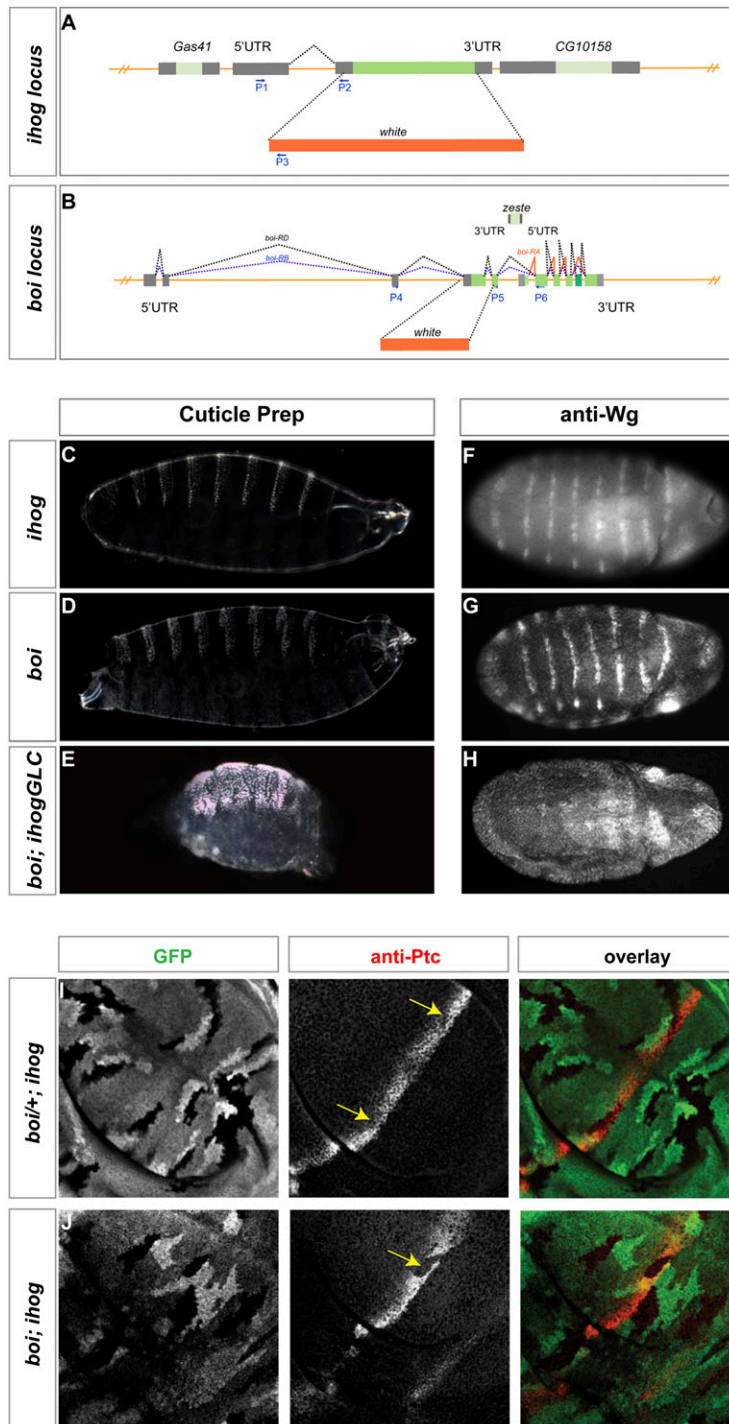 A
ihog locus
Gas41
5'UTR
3'UTR
CG10158
P1
P2
white
P3
B
boi locus
zeste
3'UTR
5'UTR
boi-RD
boi-RB
boi-RA
P4
P5
P6
5'UTR
3'UTR
white
Cuticle Prep
anti-Wg
ihog
C
F
boi
D
G
boi; ihogGLC
E
H
GFP
anti-Ptc
overlay
boi/+; ihog
I
boi; ihog
J